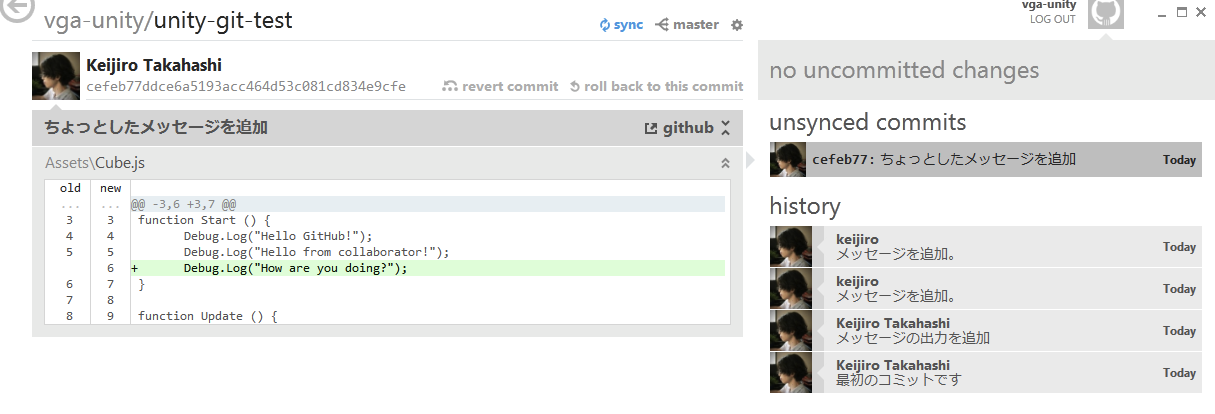 vga-unity/unity-git-test
sync
master
Keijiro Takahashi
cefeb77ddce6a5193acc464d53c081cd834e9cfe
revert commit
roll back to this commit
ちょっとしたメッセージを追加
github
Assets\Cube.js
old new
... ... @@ -3,6 +3,7 @@
3 3 function Start () {
4 4 Debug.Log("Hello GitHub!");
5 5 Debug.Log("Hello from collaborator!");
6 + Debug.Log("How are you doing?");
6 7 }
7 8
8 9 function Update () {
vga-unity
LOG OUT
no uncommitted changes
unsynced commits
cefeb77: ちょっとしたメッセージを追加 Today
history
keijiro
メッセージを追加。 Today
keijiro
メッセージを追加。 Today
Keijiro Takahashi
メッセージの出力を追加 Today
Keijiro Takahashi
最初のコミットです Today